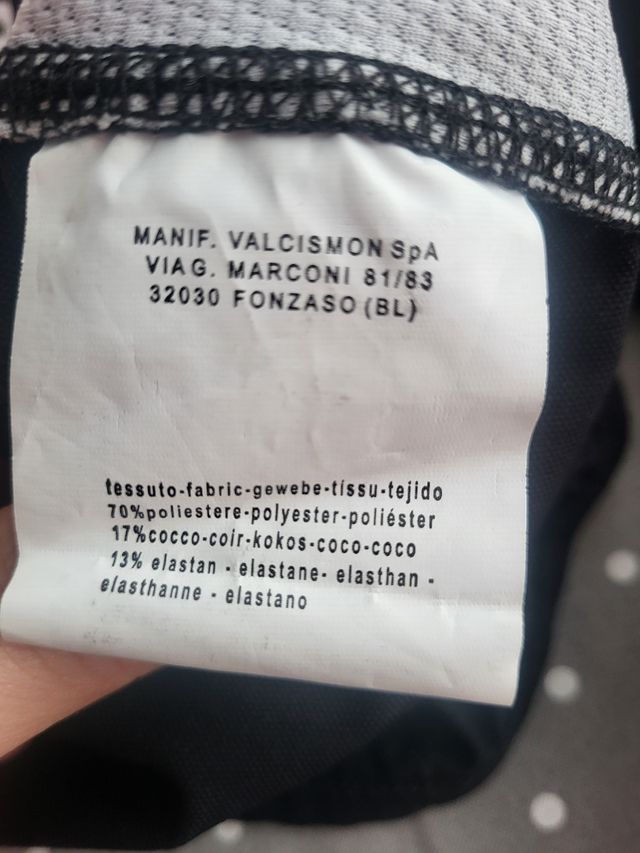 MANIF. VALCISMON SpA
VIAG. MARCONI 81/83
32030 FONZASO (BL)
tessuto-fabric-gewebe-tissu-tejido
70%poliestere-polyester-poliéster
17%cocco-coir-kokos-coco-coco
13% elastan - elastane- elasthan -
elasthanne - elastano